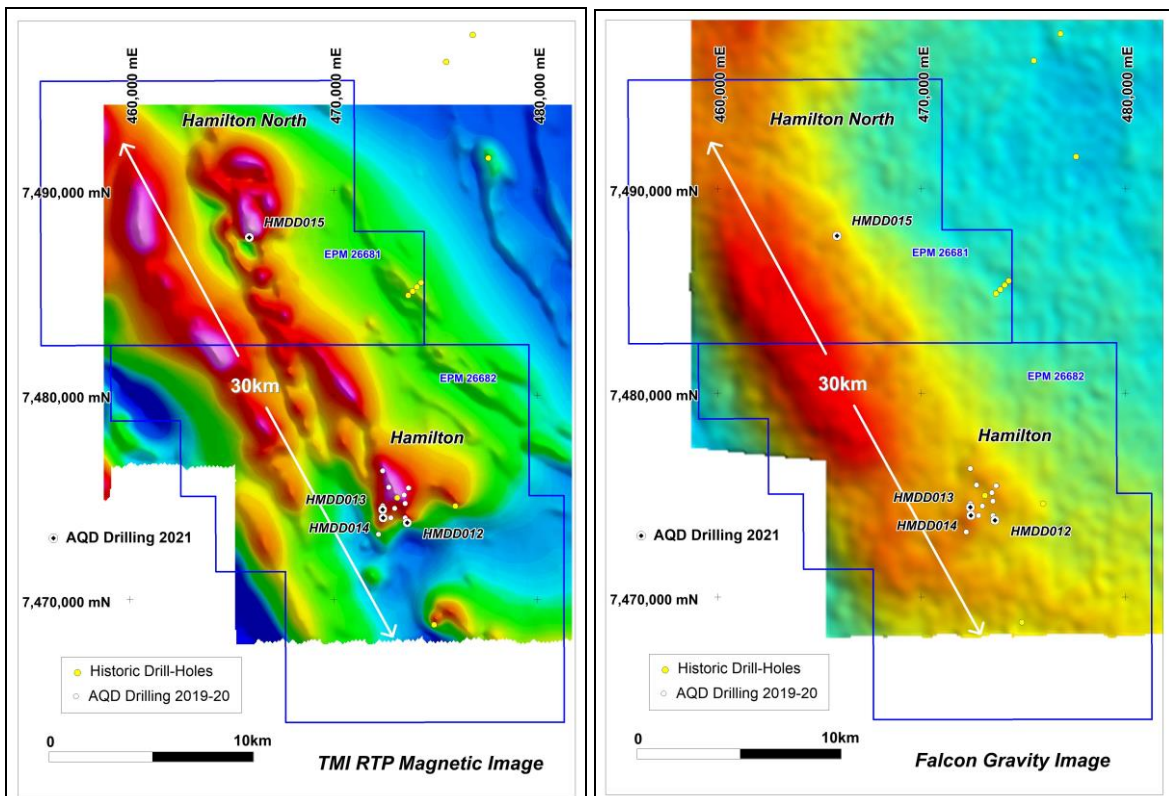 460,000 mE
470,000 mE
480,000 mE
Hamilton North
7,490,000 mN
HMDD015
EPM 26681
EPM 26682
30km
7,480,000 mN
Hamilton
HMDD013
HMDD014
HMDD012
AQD Drilling 2021
7,470,000 mN
Historic Drill-Holes
AQD Drilling 2019-20
0
10km
TMI RTP Magnetic Image
460,000 mE
470,000 mE
480,000 mE
Hamilton North
7,490,000 mN
HMDD015
EPM 26681
EPM 26682
30km
7,480,000 mN
Hamilton
HMDD013
HMDD014
HMDD012
AQD Drilling 2021
7,470,000 mN
Historic Drill-Holes
AQD Drilling 2019-20
0
10km
Falcon Gravity Image